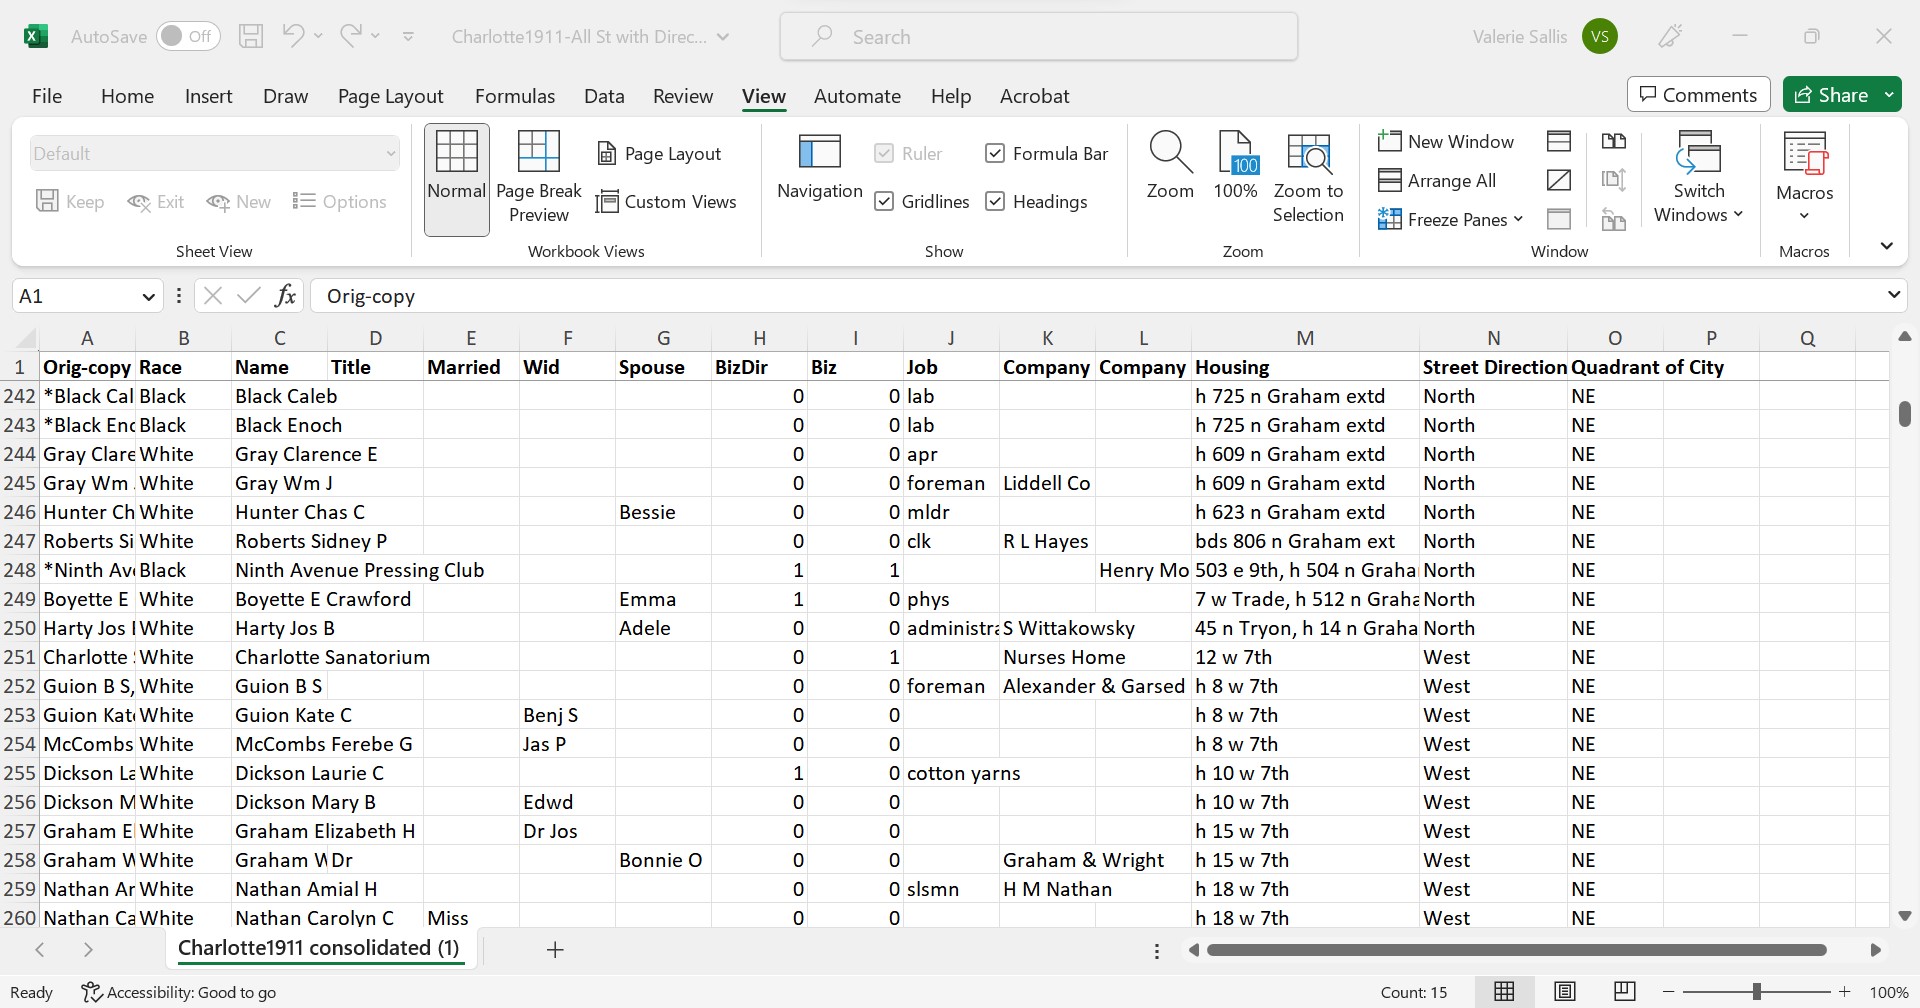 AutoSave Off Charlotte1911-All St with Direc... Search Valerie Sallis VS
File Home Insert Draw Page Layout Formulas Data Review View Automate Help Acrobat Comments Share
Default
Keep Exit New Options
Sheet View
Normal
Page Break Preview
Page Layout
Custom Views
Workbook Views
Navigation
Ruler
Formula Bar
Gridlines
Headings
Show
Zoom
100
100%
Zoom to Selection
Zoom
New Window
Arrange All
Freeze Panes
Switch Windows
Window
Macros
Macros
A1 fx Orig-copy
A B C D E F G H I J K L M N O P Q
1 Orig-copy Race Name Title Married Wid Spouse BizDir Biz Job Company Company Housing Street Direction Quadrant of City
242 *Black Cal Black Black Caleb 0 0 lab h 725 n Graham extd North NE
243 *Black Enc Black Black Enoch 0 0 lab h 725 n Graham extd North NE
244 Gray Clare White Gray Clarence E 0 0 apr h 609 n Graham extd North NE
245 Gray Wm J White Gray Wm J 0 0 foreman Liddell Co h 609 n Graham extd North NE
246 Hunter Ch White Hunter Chas C Bessie 0 0 mldr h 623 n Graham extd North NE
247 Roberts Si White Roberts Sidney P 0 0 clk R L Hayes bds 806 n Graham ext North NE
248 *Ninth Ave Black Ninth Avenue Pressing Club 1 1 Henry Mo 503 e 9th, h 504 n Graha North NE
249 Boyette E White Boyette E Crawford Emma 1 0 phys 7 w Trade, h 512 n Graha North NE
250 Harty Jos White Harty Jos B Adele 0 0 administra S Wittakowsky 45 n Tryon, h 14 n Graha North NE
251 Charlotte White Charlotte Sanatorium 0 1 Nurses Home 12 w 7th West NE
252 Guion B S, White Guion B S 0 0 foreman Alexander & Garsed h 8 w 7th West NE
253 Guion Kate White Guion Kate C Benj S 0 0 h 8 w 7th West NE
254 McCombs White McCombs Ferebe G Jas P 0 0 h 8 w 7th West NE
255 Dickson La White Dickson Laurie C 1 0 cotton yarns h 10 w 7th West NE
256 Dickson M White Dickson Mary B Edwd 0 0 h 10 w 7th West NE
257 Graham El White Graham Elizabeth H Dr Jos 0 0 h 15 w 7th West NE
258 Graham W White Graham W Dr Bonnie O 0 0 Graham & Wright h 15 w 7th West NE
259 Nathan An White Nathan Amial H 0 0 slsmn H M Nathan h 18 w 7th West NE
260 Nathan Ca White Nathan Carolyn C Miss 0 0 h 18 w 7th West NE
Charlotte1911 consolidated (1)
Ready Accessibility: Good to go Count: 15 100%